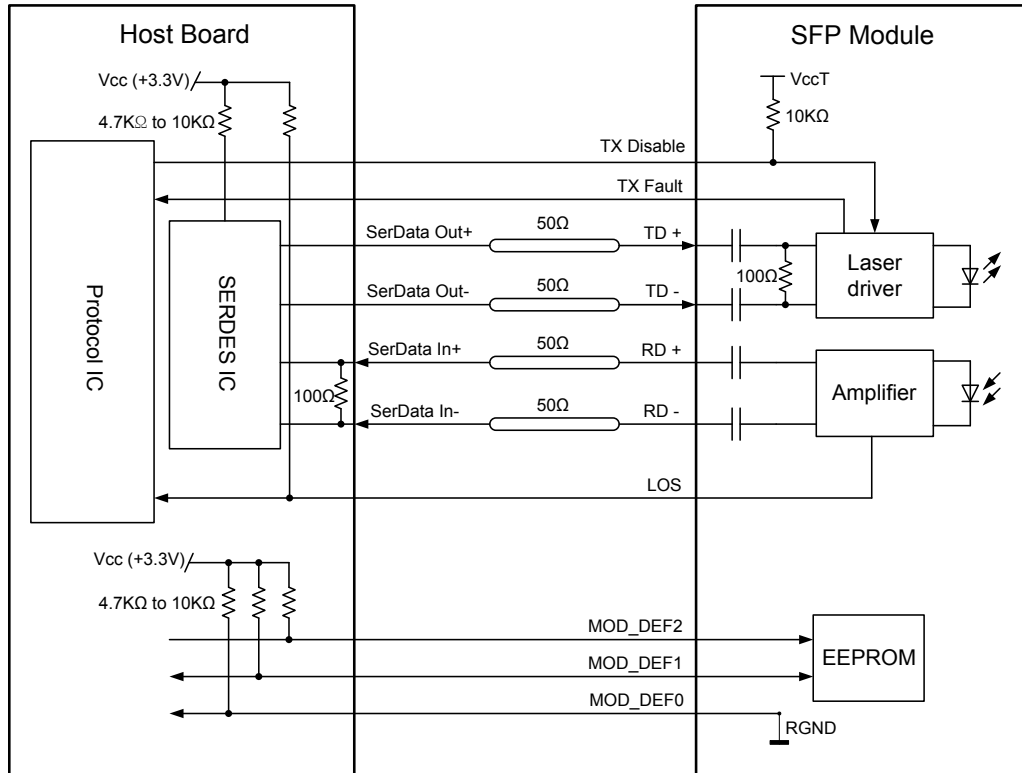 Host Board
SFP Module
Vcc (+3.3V)
VccT
4.7KΩ to 10KΩ
10KΩ
TX Disable
TX Fault
SerData Out+
50Ω
TD +
SerData Out-
50Ω
TD -
100Ω
Laser
driver
Protocol IC
SERDES IC
SerData In+
50Ω
RD +
100Ω
SerData In-
50Ω
RD -
Amplifier
LOS
Vcc (+3.3V)
4.7KΩ to 10KΩ
MOD_DEF2
MOD_DEF1
MOD_DEF0
EEPROM
RGND